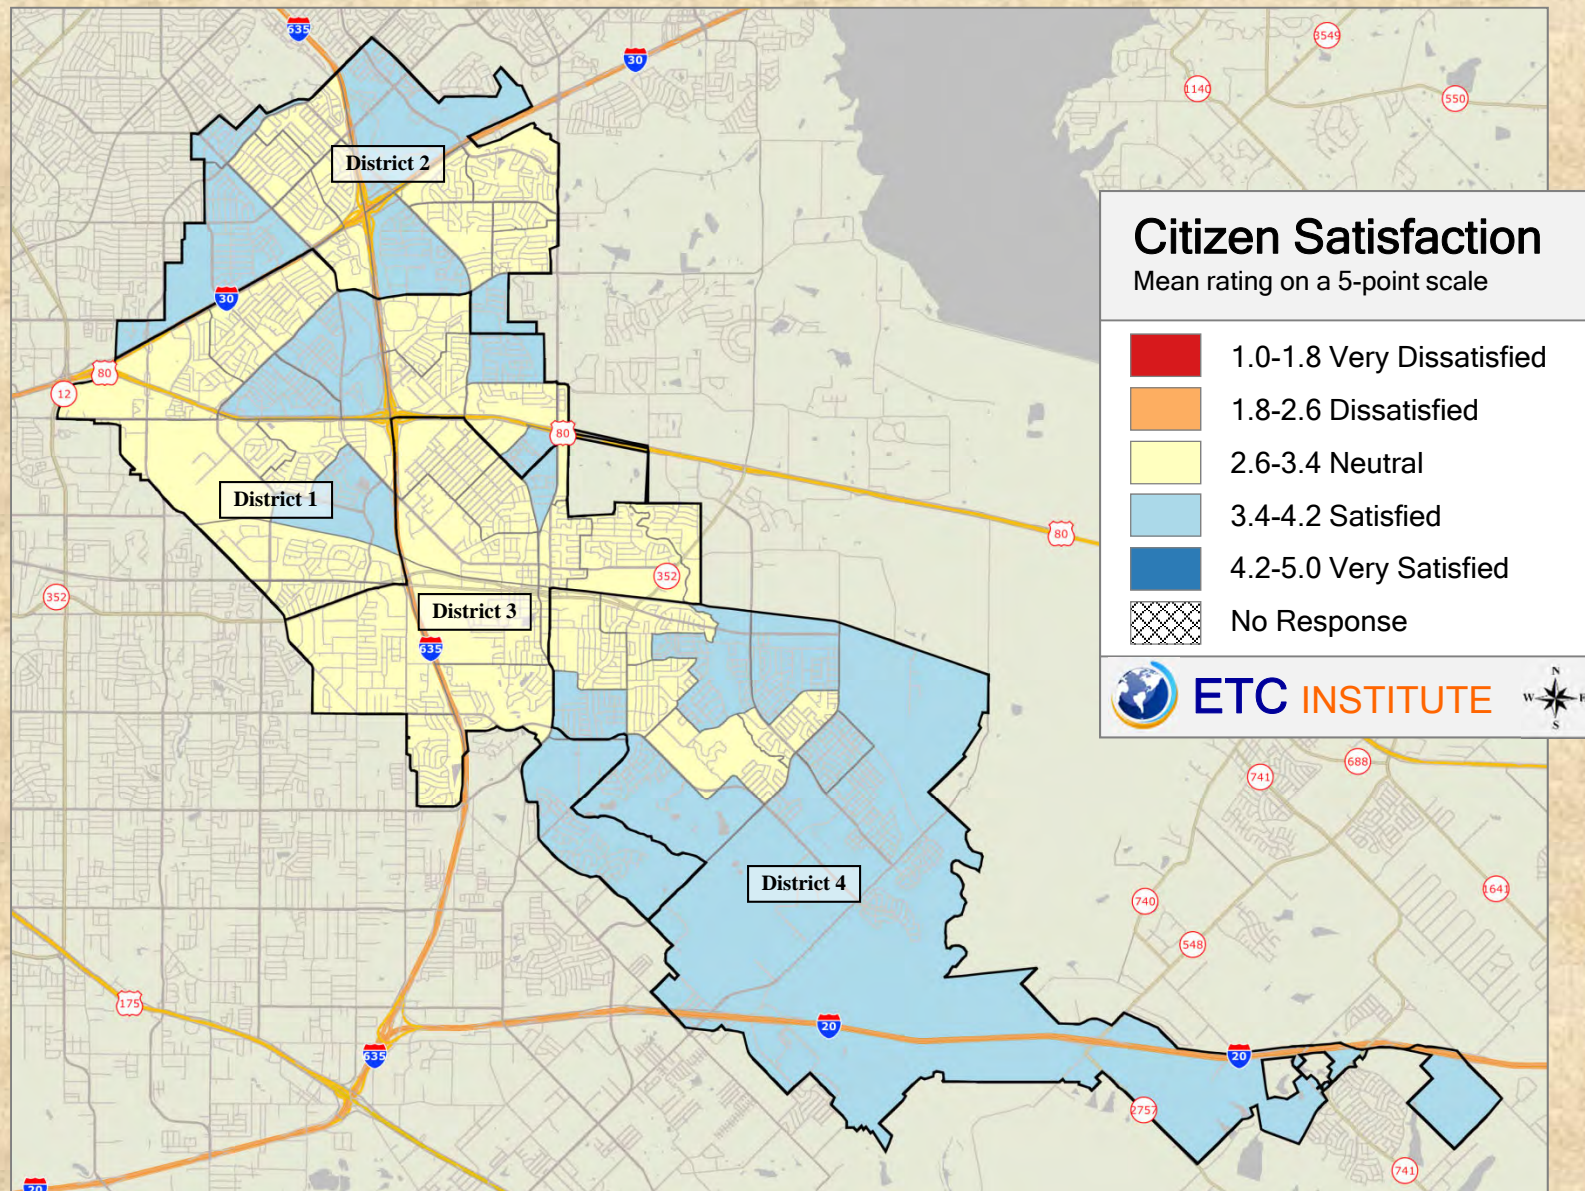 635
30
3549
1140
550
District 2
Citizen Satisfaction
Mean rating on a 5-point scale
30
1.0-1.8 Very Dissatisfied
80
12
1.8-2.6 Dissatisfied
80
2.6-3.4 Neutral
District 1
3.4-4.2 Satisfied
80
352
352
4.2-5.0 Very Satisfied
District 3
No Response
635
ETC INSTITUTE
N
W E
S
688
741
District 4
1641
740
548
175
20
635
20
2757
741
20